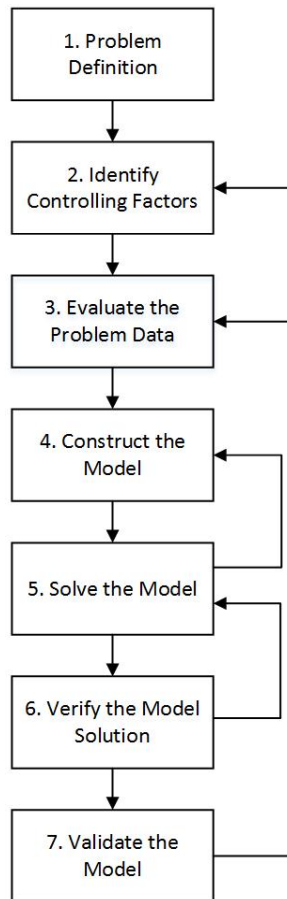 1. Problem
Definition
2. Identify
Controlling Factors
3. Evaluate the
Problem Data
4. Construct the
Model
5. Solve the Model
6. Verify the Model
Solution
7. Validate the
Model